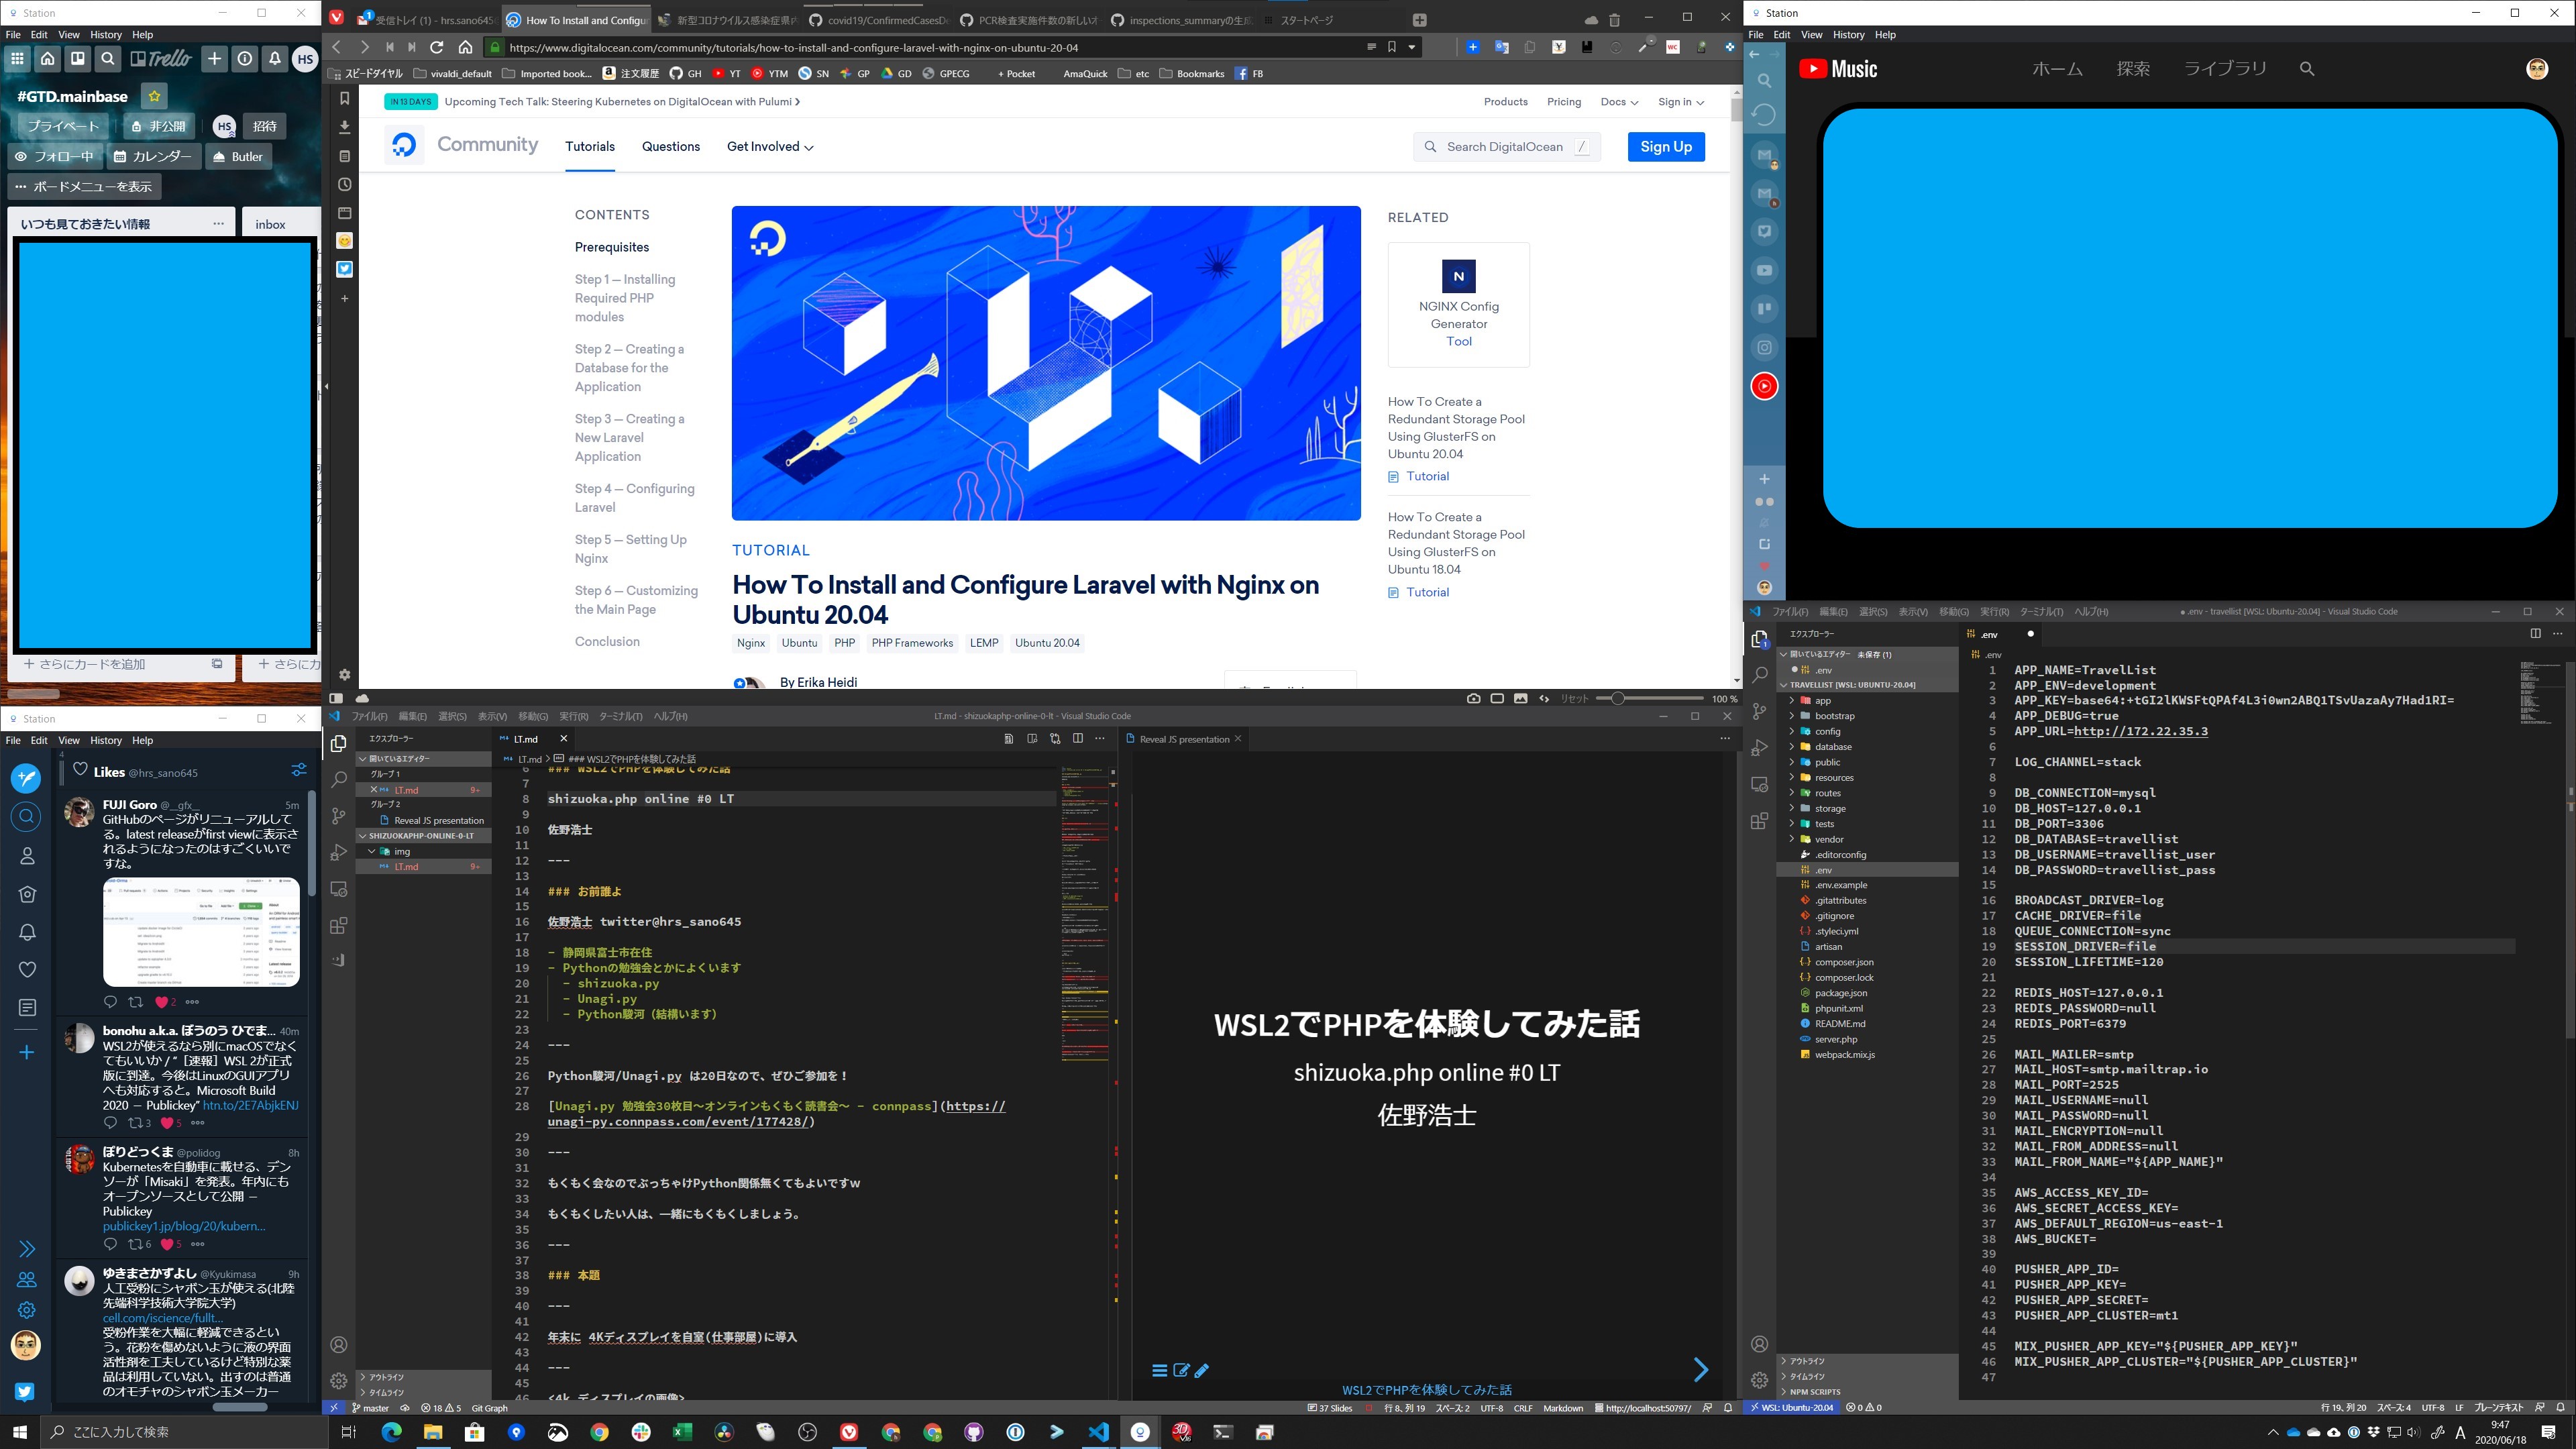 Station
File Edit View History Help
Trello
HS
#GTD.mainbase
プライベート
非公開
HS
招待
フォロー中
カレンダー
Butler
ボードメニューを表示
いつも見ておきたい情報
inbox
+ さらにカードを追加
+ さらにカ
Station
File Edit View History Help
Likes @hrs_sano645
FUJI Goro @__gfx__ 5m
GitHubのページがリニューアルして
る。latest releaseがfirst viewに表示さ
れるようになったのはすごくいいで
すな。
2
bonohu a.k.a. ぼうのう ひでま... 40m
WSL2が使えるなら別にmacOSでなく
てもいいか / “［速報］WSL 2が正式
版に到達。今後はLinuxのGUIアプリ
へも対応すると。Microsoft Build
2020 － Publickey” htn.to/2E7AbjkENJ
3 5
ぽりどっくま @polidog 8h
Kubernetesを自動車に載せる、デン
ソーが「Misaki」を発表。年内にも
オープンソースとして公開 －
Publickey
publickey1.jp/blog/20/kubern...
6 5
ゆきまさかずよし @Kyukimasa 9h
人工受粉にシャボン玉が使える(北陸
先端科学技術大学院大学)
cell.com/iscience/fullt...
受粉作業を大幅に軽減できるとい
う。花粉を傷めないように液の界面
活性剤を工夫しているけど特別な薬
品は利用していない。出すのは普通
のオモチャのシャボン玉メーカー
受信トレイ (1) - hrs.sano645
How To Install and Configur
新型コロナウイルス感染症県内
covid19/ConfirmedCasesDe
PCR検査実施件数の新しいオ
inspections_summaryの生成
スタートページ
https://www.digitalocean.com/community/tutorials/how-to-install-and-configure-laravel-with-nginx-on-ubuntu-20-04
スピードダイヤル
vivaldi_default
Imported book...
注文履歴
GH
YT
YTM
SN
GP
GD
GPECG
+ Pocket
AmaQuick
etc
Bookmarks
FB
IN 13 DAYS
Upcoming Tech Talk: Steering Kubernetes on DigitalOcean with Pulumi
Products Pricing Docs Sign in
Community
Tutorials Questions Get Involved
Search DigitalOcean /
Sign Up
CONTENTS
Prerequisites
Step 1 — Installing
Required PHP
modules
Step 2 — Creating a
Database for the
Application
Step 3 — Creating a
New Laravel
Application
Step 4 — Configuring
Laravel
Step 5 — Setting Up
Nginx
Step 6 — Customizing
the Main Page
Conclusion
TUTORIAL
How To Install and Configure Laravel with Nginx on
Ubuntu 20.04
Nginx Ubuntu PHP PHP Frameworks LEMP Ubuntu 20.04
By Erika Heidi
RELATED
N
NGINX Config
Generator
Tool
How To Create a
Redundant Storage Pool
Using GlusterFS on
Ubuntu 20.04
Tutorial
How To Create a
Redundant Storage Pool
Using GlusterFS on
Ubuntu 18.04
Tutorial
リセット 100 %
ファイル(F) 編集(E) 選択(S) 表示(V) 移動(G) 実行(R) ターミナル(T) ヘルプ(H)
LT.md - shizuokaphp-online-0-lt - Visual Studio Code
エクスプローラー
開いているエディター
グループ 1
LT.md 9+
グループ 2
Reveal JS presentation
SHIZUOKAPHP-ONLINE-0-LT
img
LT.md 9+
アウトライン
タイムライン
LT.md
LT.md > ### WSL2でPHPを体験してみた話
6 ### WSL2でPHPを体験してみた話
7
8 shizuoka.php online #0 LT
9
10 佐野浩士
11
12 ---
13
14 ### お前誰よ
15
16 佐野浩士 twitter@hrs_sano645
17
18 - 静岡県富士市在住
19 - Pythonの勉強会とかによくいます
20 - shizuoka.py
21 - Unagi.py
22 - Python駿河（結構います）
23
24 ---
25
26 Python駿河/Unagi.py は20日なので、ぜひご参加を！
27
28 [Unagi.py 勉強会30枚目～オンラインもくもく読書会～ - connpass](https://
unagi-py.connpass.com/event/177428/)
29
30 ---
31
32 もくもく会なのでぶっちゃけPython関係無くてもよいですw
33
34 もくもくしたい人は、一緒にもくもくしましょう。
35
36 ---
37
38 ### 本題
39
40 ---
41
42 年末に 4Kディスプレイを自室(仕事部屋)に導入
43
44 ---
45
46 <4k ディスプレイの画像>
Reveal JS presentation
WSL2でPHPを体験してみた話
shizuoka.php online #0 LT
佐野浩士
WSL2でPHPを体験してみた話
master 18 5 Git Graph
37 Slides 行 8, 列 19 スペース: 2 UTF-8 CRLF Markdown http://localhost:50797/
Station
File Edit View History Help
Music
ホーム 探索 ライブラリ
ファイル(F) 編集(E) 選択(S) 表示(V) 移動(G) 実行(R) ターミナル(T) ヘルプ(H)
● .env - travellist [WSL: Ubuntu-20.04] - Visual Studio Code
エクスプローラー
開いているエディター 未保存 (1)
.env
TRAVELLIST [WSL: UBUNTU-20.04]
app
bootstrap
config
database
public
resources
routes
storage
tests
vendor
.editorconfig
.env
.env.example
.gitattributes
.gitignore
.styleci.yml
artisan
composer.json
composer.lock
package.json
phpunit.xml
README.md
server.php
webpack.mix.js
アウトライン
タイムライン
NPM SCRIPTS
.env
.env
1 APP_NAME=TravelList
2 APP_ENV=development
3 APP_KEY=base64:+tGI2lKWSFtQPAf4L3i0wn2ABQ1TSvUazaAy7Had1RI=
4 APP_DEBUG=true
5 APP_URL=http://172.22.35.3
6
7 LOG_CHANNEL=stack
8
9 DB_CONNECTION=mysql
10 DB_HOST=127.0.0.1
11 DB_PORT=3306
12 DB_DATABASE=travellist
13 DB_USERNAME=travellist_user
14 DB_PASSWORD=travellist_pass
15
16 BROADCAST_DRIVER=log
17 CACHE_DRIVER=file
18 QUEUE_CONNECTION=sync
19 SESSION_DRIVER=file
20 SESSION_LIFETIME=120
21
22 REDIS_HOST=127.0.0.1
23 REDIS_PASSWORD=null
24 REDIS_PORT=6379
25
26 MAIL_MAILER=smtp
27 MAIL_HOST=smtp.mailtrap.io
28 MAIL_PORT=2525
29 MAIL_USERNAME=null
30 MAIL_PASSWORD=null
31 MAIL_ENCRYPTION=null
32 MAIL_FROM_ADDRESS=null
33 MAIL_FROM_NAME="${APP_NAME}"
34
35 AWS_ACCESS_KEY_ID=
36 AWS_SECRET_ACCESS_KEY=
37 AWS_DEFAULT_REGION=us-east-1
38 AWS_BUCKET=
39
40 PUSHER_APP_ID=
41 PUSHER_APP_KEY=
42 PUSHER_APP_SECRET=
43 PUSHER_APP_CLUSTER=mt1
44
45 MIX_PUSHER_APP_KEY="${PUSHER_APP_KEY}"
46 MIX_PUSHER_APP_CLUSTER="${PUSHER_APP_CLUSTER}"
47
WSL: Ubuntu-20.04 0 0
行 19, 列 20 スペース: 4 UTF-8 LF プレーンテキスト
ここに入力して検索
A
9:47
2020/06/18